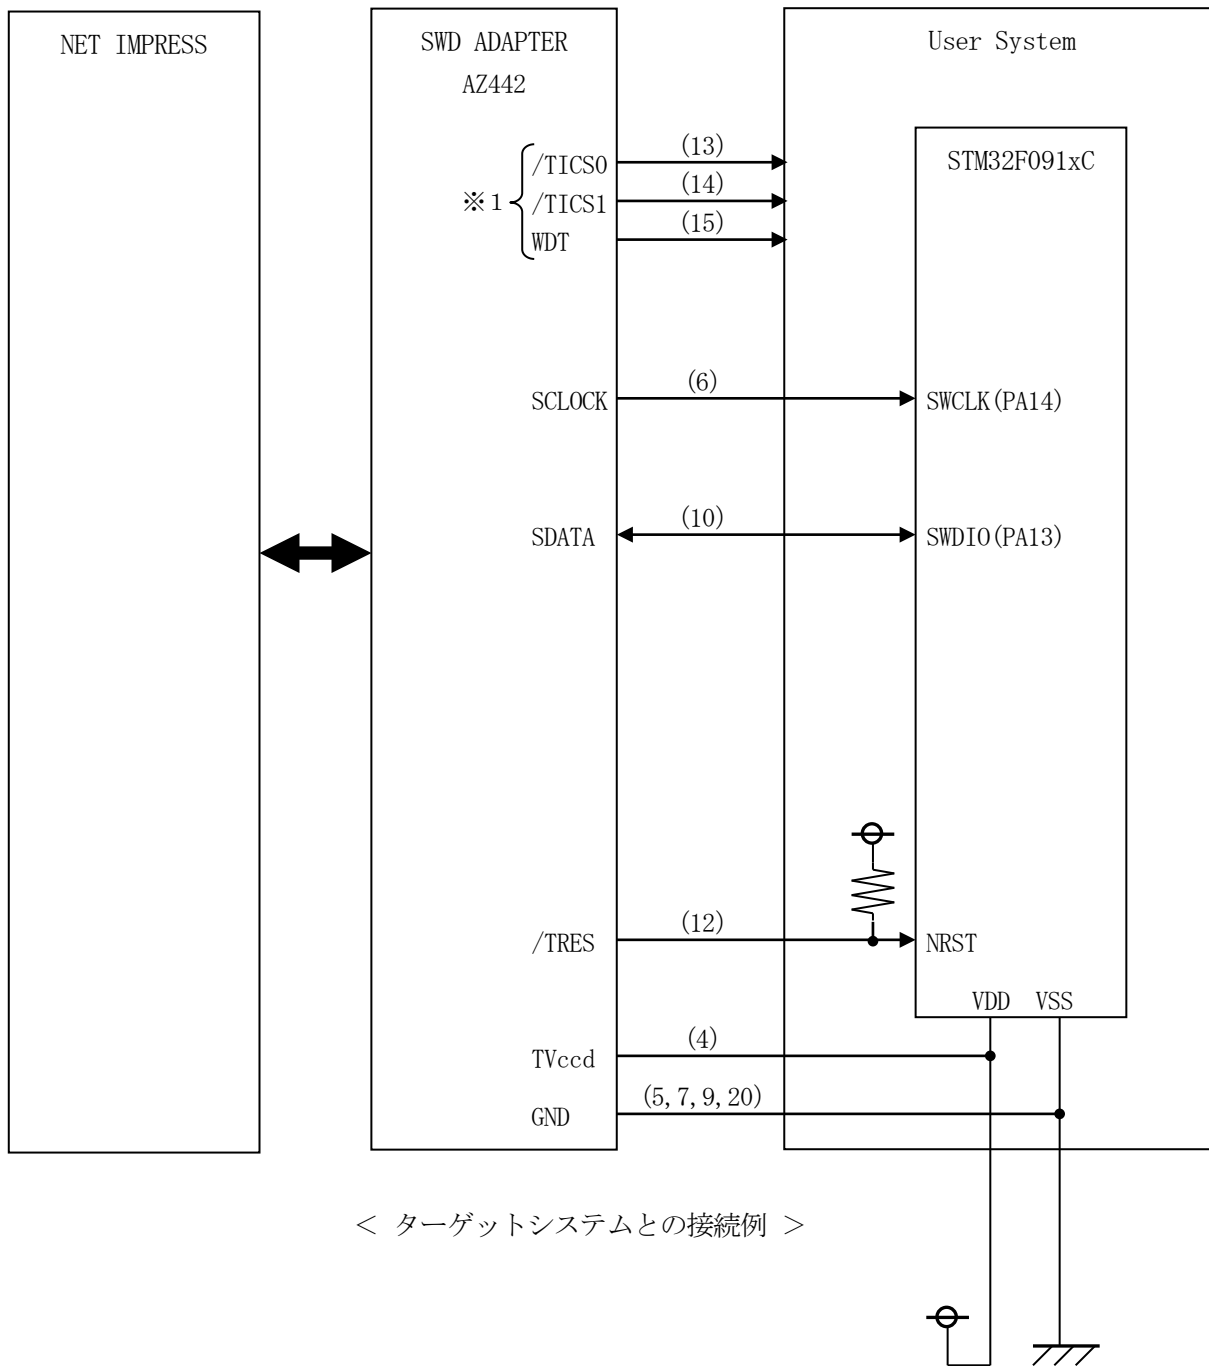 NET IMPRESS
SWD ADAPTER
AZ442
User System
STM32F091xC
※1
/TICS0
(13)
/TICS1
(14)
WDT
(15)
SCLOCK
(6)
SWCLK(PA14)
SDATA
(10)
SWDIO(PA13)
/TRES
(12)
NRST
VDD
VSS
TVccd
(4)
GND
(5,7,9,20)
< ターゲットシステムとの接続例 >